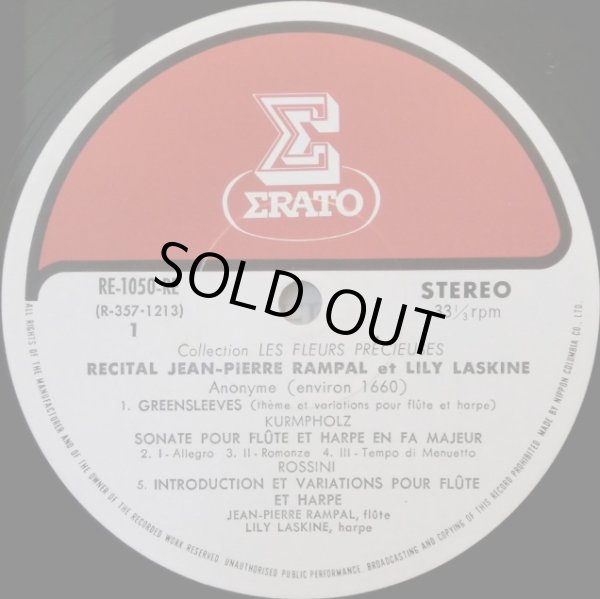 ΣRATO
RE-1050-RE
STEREO
(R-357-1213)
33⅓rpm
1
SOLD OUT
Collection LES FLEURS PRECIEUSES
RECITAL JEAN-PIERRE RAMPAL et LILY LASKINE
Anonyme (environ 1660)
1. GREENSLEEVES (thème et variations pour flûte et harpe)
KURMPHOLZ
SONATE POUR FLÛTE ET HARPE EN FA MAJEUR
2. I - Allegro 3. II - Romanze 4. III - Tempo di Menuetto
ROSSINI
5. INTRODUCTION ET VARIATIONS POUR FLÛTE
ET HARPE
JEAN-PIERRE RAMPAL, flûte
LILY LASKINE, harpe
ALL RIGHTS OF THE MANUFACTURER AND OF THE OWNER OF THE RECORDED WORK RESERVED. UNAUTHORISED PUBLIC PERFORMANCE, BROADCASTING AND COPYING OF THIS RECORD PROHIBITED. MADE BY NIPPON COLUMBIA CO., LTD.